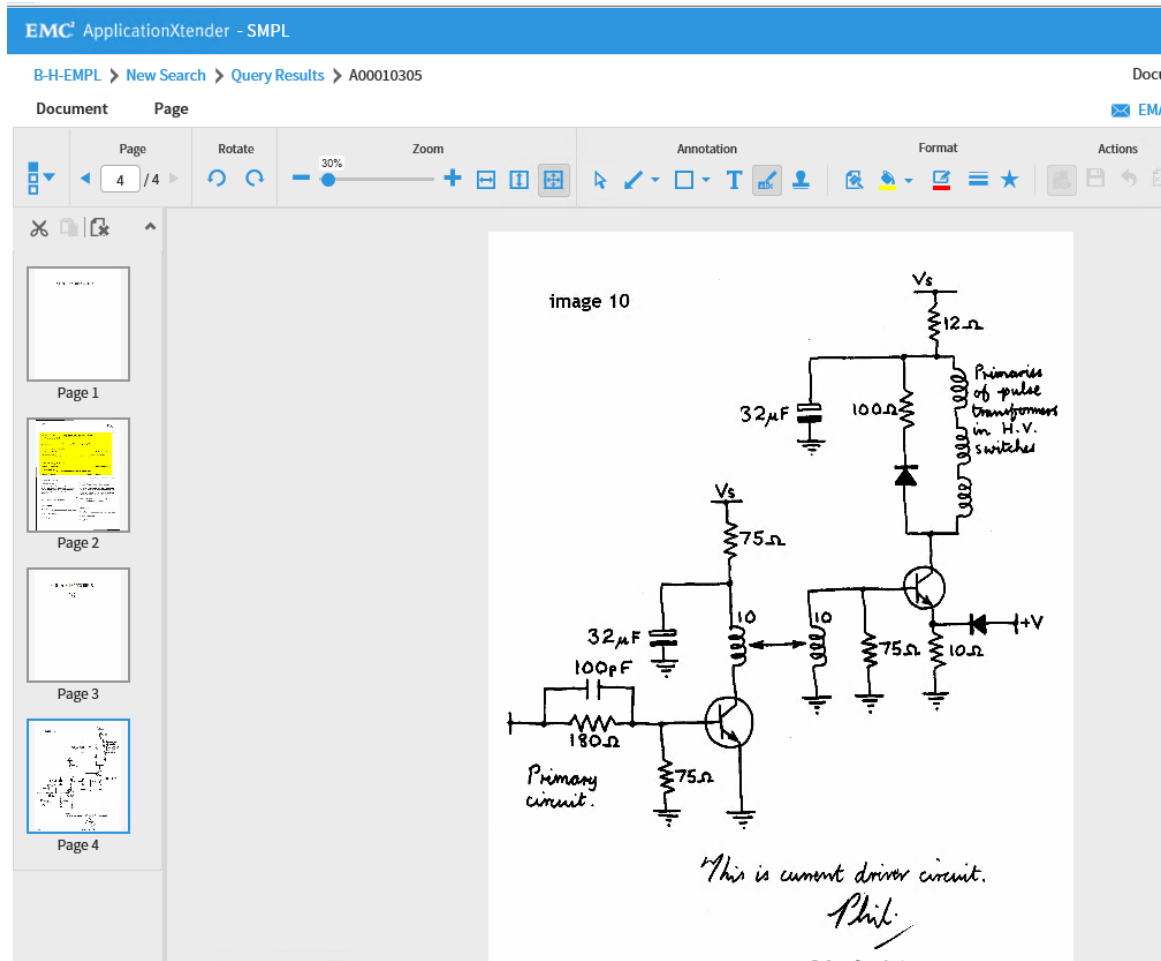 EMC² ApplicationXtender - SMPL
B-H-EMPL > New Search > Query Results > A00010305
Document Page
Page Rotate Zoom Annotation Format Actions
4 / 4
30%
T
Page 1
Page 2
Page 3
Page 4
image 10
Vs
12Ω
Primaries
of pulse
transformers
in H.V.
switches
32μF
100Ω
Vs
75Ω
10
10
32μF
75Ω
10Ω
+V
100pF
180Ω
75Ω
Primary
circuit.
This is current driver circuit.
Phil.